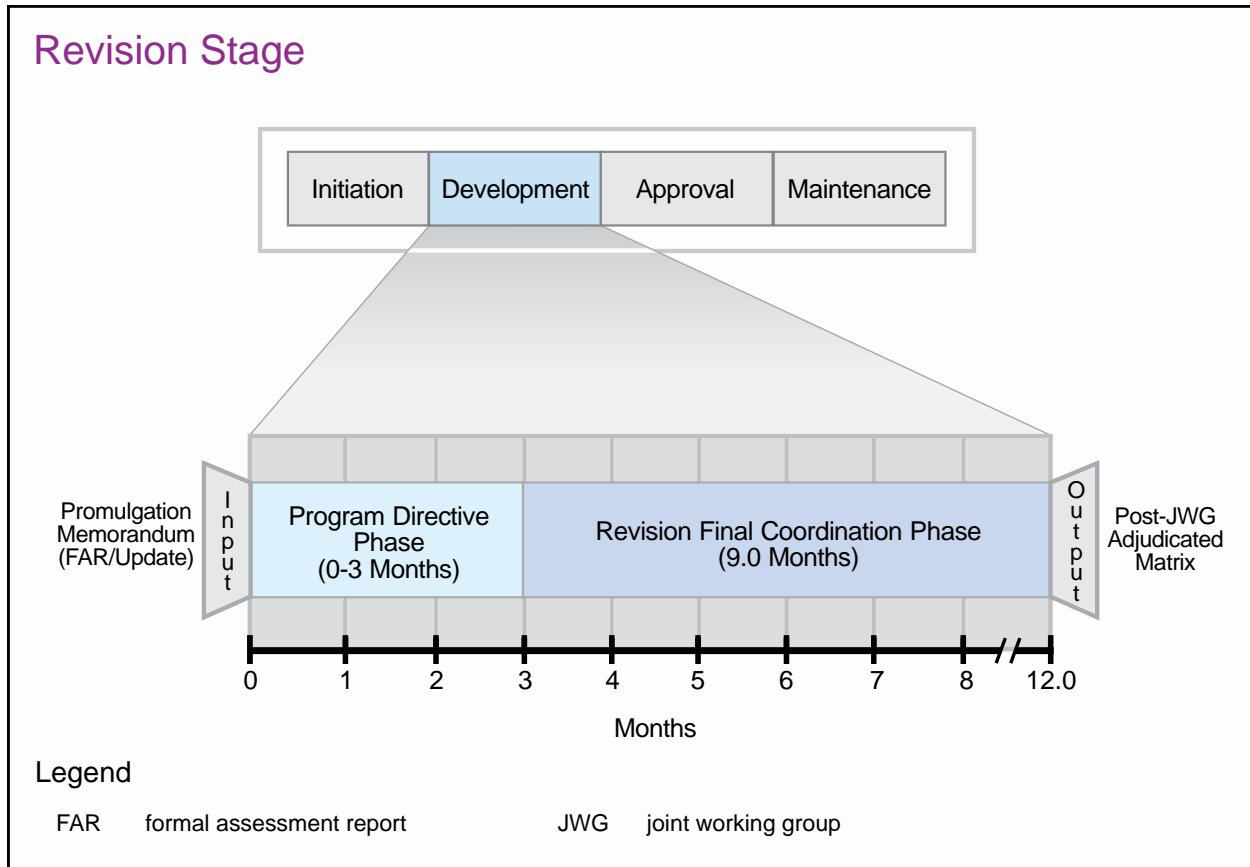 Revision Stage
Initiation
Development
Approval
Maintenance
Promulgation
Memorandum
(FAR/Update)
Input
Program Directive
Phase
(0-3 Months)
Revision Final Coordination Phase
(9.0 Months)
Output
Post-JWG
Adjudicated
Matrix
0 1 2 3 4 5 6 7 8 12.0
Months
Legend
FAR formal assessment report
JWG joint working group